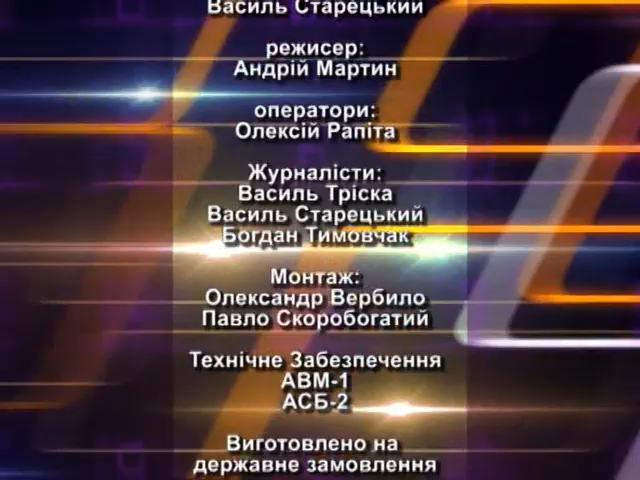 Василь Старецький
режисер:
Андрій Мартин
оператори:
Олексій Рапіта
Журналісти:
Василь Тріска
Василь Старецький
Богдан Тимовчак
Монтаж:
Олександр Вербило
Павло Скоробогатий
Технічне Забезпечення
АВМ-1
АСБ-2
Виготовлено на
державне замовлення